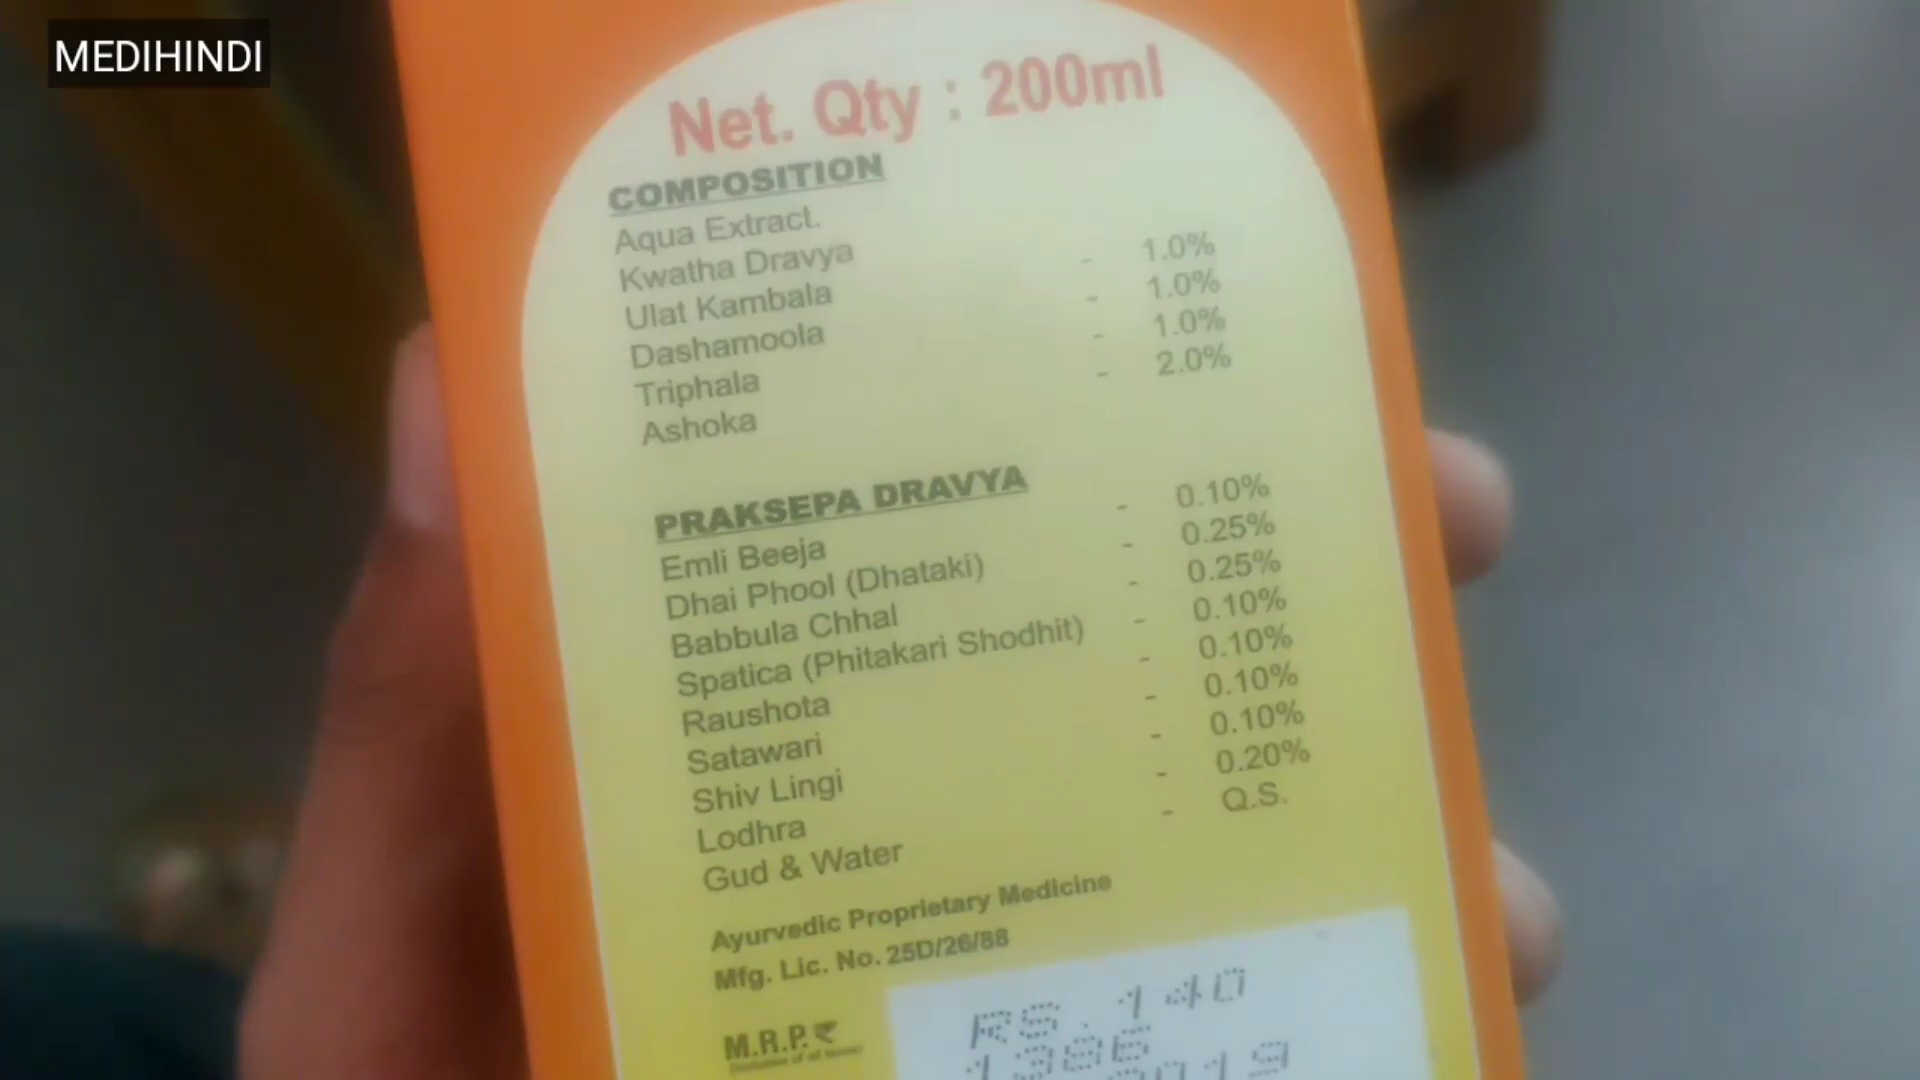 MEDIHINDI
Net. Qty : 200ml
COMPOSITION
Aqua Extract.
Kwatha Dravya
Ulat Kambala - 1.0%
Dashamoola - 1.0%
Triphala - 1.0%
Ashoka - 2.0%
PRAKSEPA DRAVYA
Emli Beeja - 0.10%
Dhai Phool (Dhataki) - 0.25%
Babbula Chhal - 0.25%
Spatica (Phitakari Shodhit) - 0.10%
Raushota - 0.10%
Satawari - 0.10%
Shiv Lingi - 0.10%
Lodhra - 0.20%
Gud & Water - Q.S.
Ayurvedic Proprietary Medicine
Mfg. Lic. No. 25D/26/88
M.R.P.₹ RS.140